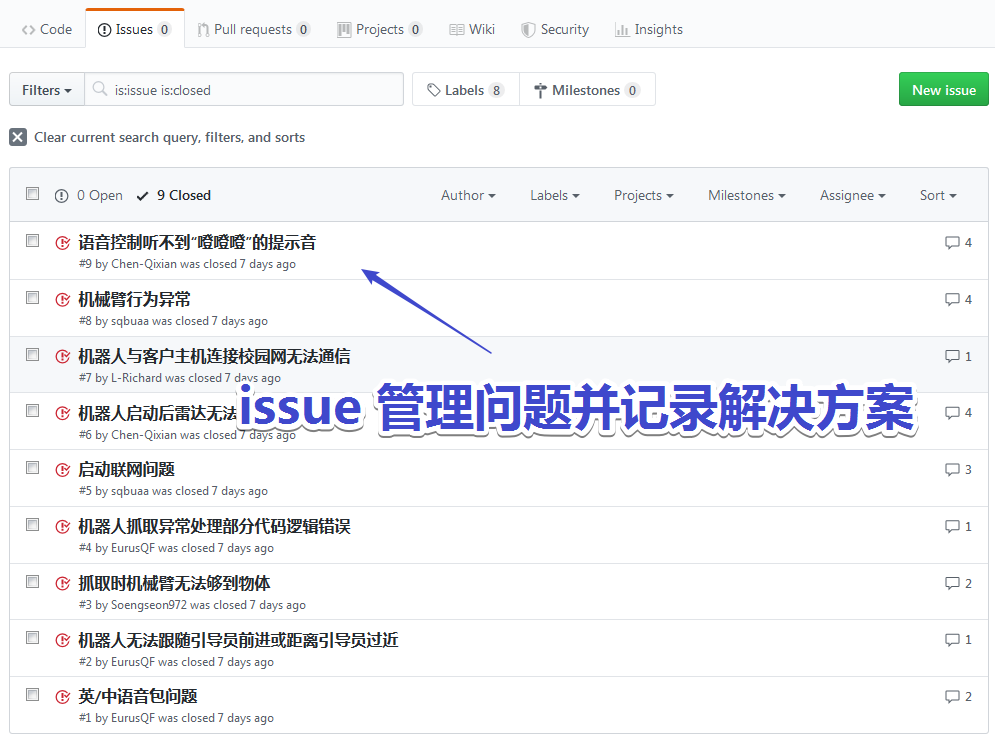 Code Issues 0 Pull requests 0 Projects 0 Wiki Security Insights
Filters is:issue is:closed Labels 8 Milestones 0 New issue
Clear current search query, filters, and sorts
0 Open 9 Closed Author Labels Projects Milestones Assignee Sort
语音控制听不到“噔噔噔”的提示音 4
#9 by Chen-Qixian was closed 7 days ago
机械臂行为异常 4
#8 by sqbuaa was closed 7 days ago
机器人与客户主机连接校园网无法通信 1
#7 by L-Richard was closed 7 days ago
issue 管理问题并记录解决方案
机器人启动后雷达无法 4
#6 by Chen-Qixian was closed 7 days ago
启动联网问题 3
#5 by sqbuaa was closed 7 days ago
机器人抓取异常处理部分代码逻辑错误 1
#4 by EurusQF was closed 7 days ago
抓取时机械臂无法够到物体 2
#3 by Soengseon972 was closed 7 days ago
机器人无法跟随引导员前进或距离引导员过近 1
#2 by EurusQF was closed 7 days ago
英/中语音包问题 2
#1 by EurusQF was closed 7 days ago